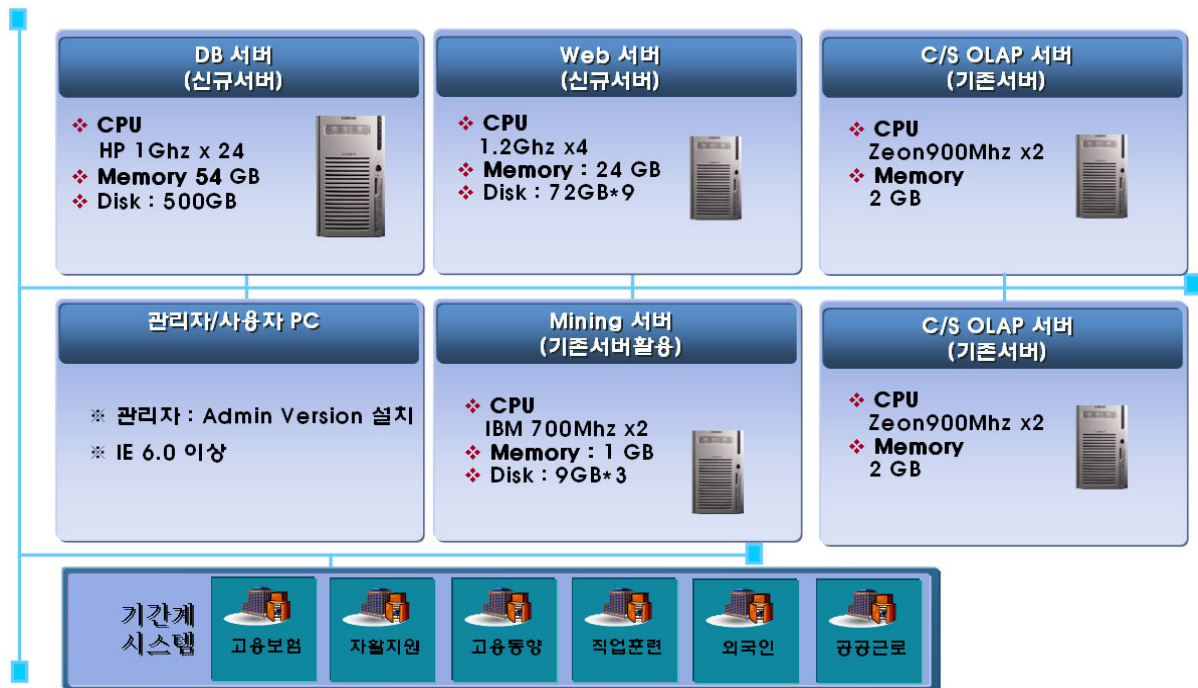 DB 서버
(신규서버)
❖ CPU
HP 1Ghz x 24
❖ Memory 54 GB
❖ Disk : 500GB
Web 서버
(신규서버)
❖ CPU
1.2Ghz x4
❖ Memory : 24 GB
❖ Disk : 72GB*9
C/S OLAP 서버
(기존서버)
❖ CPU
Zeon900Mhz x2
❖ Memory
2 GB
관리자/사용자 PC
※ 관리자 : Admin Version 설치
※ IE 6.0 이상
Mining 서버
(기존서버활용)
❖ CPU
IBM 700Mhz x2
❖ Memory : 1 GB
❖ Disk : 9GB*3
C/S OLAP 서버
(기존서버)
❖ CPU
Zeon900Mhz x2
❖ Memory
2 GB
기간계
시스템
고용보험
자활지원
고용동향
직업훈련
외국인
공공근로